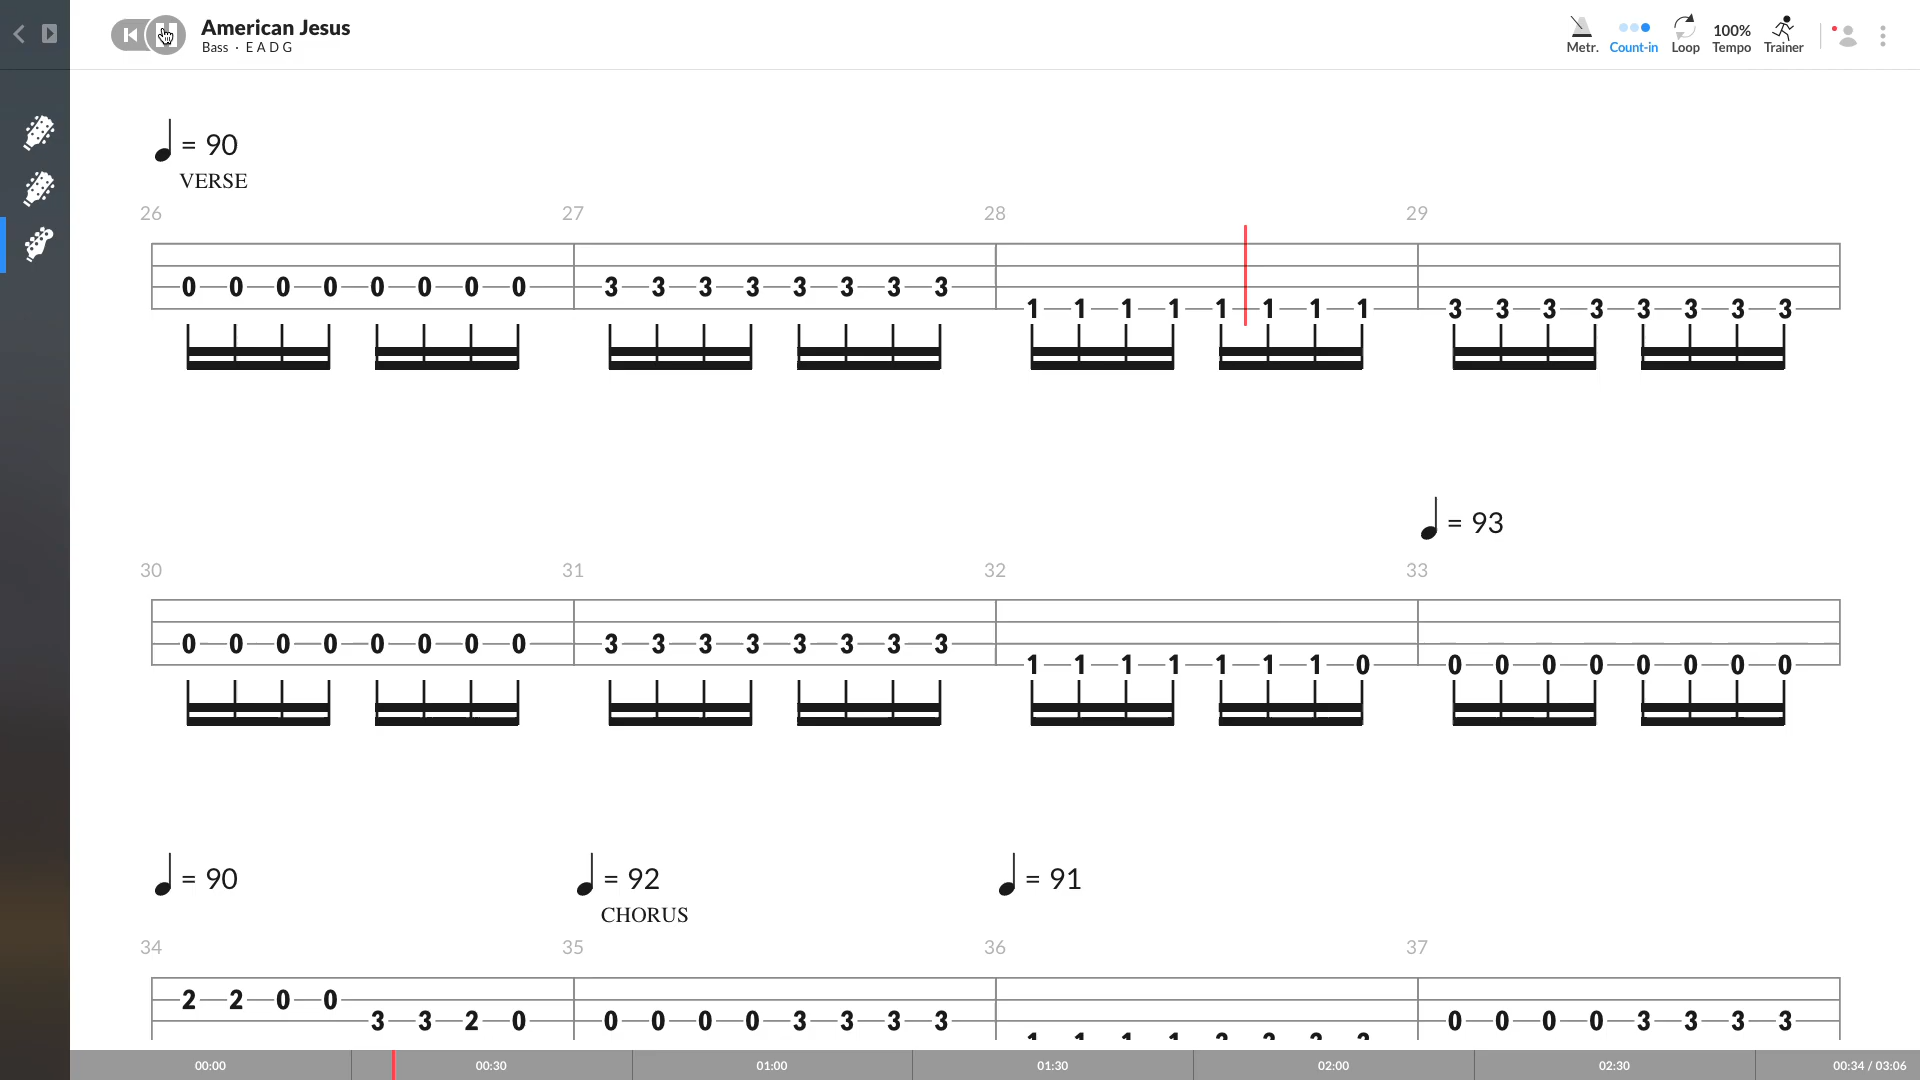 American Jesus
Bass · E A D G
Metr.
Count-in
Loop
100%
Tempo
Trainer
= 90
VERSE
26 27 28 29
0 0 0 0 0 0 0 0 3 3 3 3 3 3 3 3
1 1 1 1 1 1 1 1 3 3 3 3 3 3 3 3
= 93
30 31 32 33
0 0 0 0 0 0 0 0 3 3 3 3 3 3 3 3
1 1 1 1 1 1 1 0 0 0 0 0 0 0 0 0
= 90 = 92 = 91
CHORUS
34 35 36 37
2 2 0 0
3 3 2 0 0 0 0 0 3 3 3 3 0 0 0 0 3 3 3 3
00:00 00:30 01:00 01:30 02:00 02:30 00:34 / 03:06